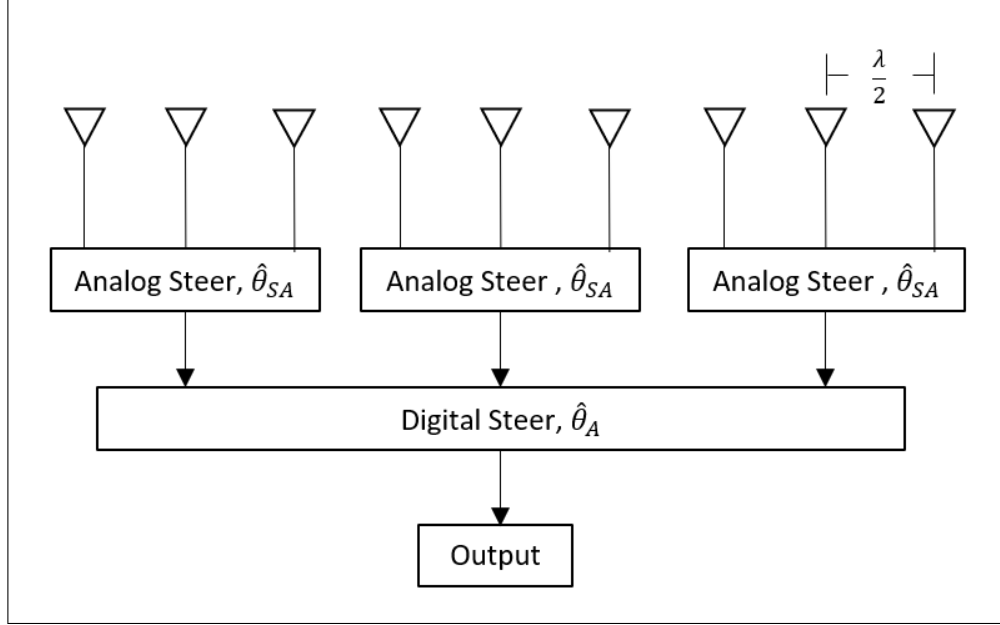 λ
2
Analog Steer, θ̂SA
Analog Steer , θ̂SA
Analog Steer , θ̂SA
Digital Steer, θ̂A
Output